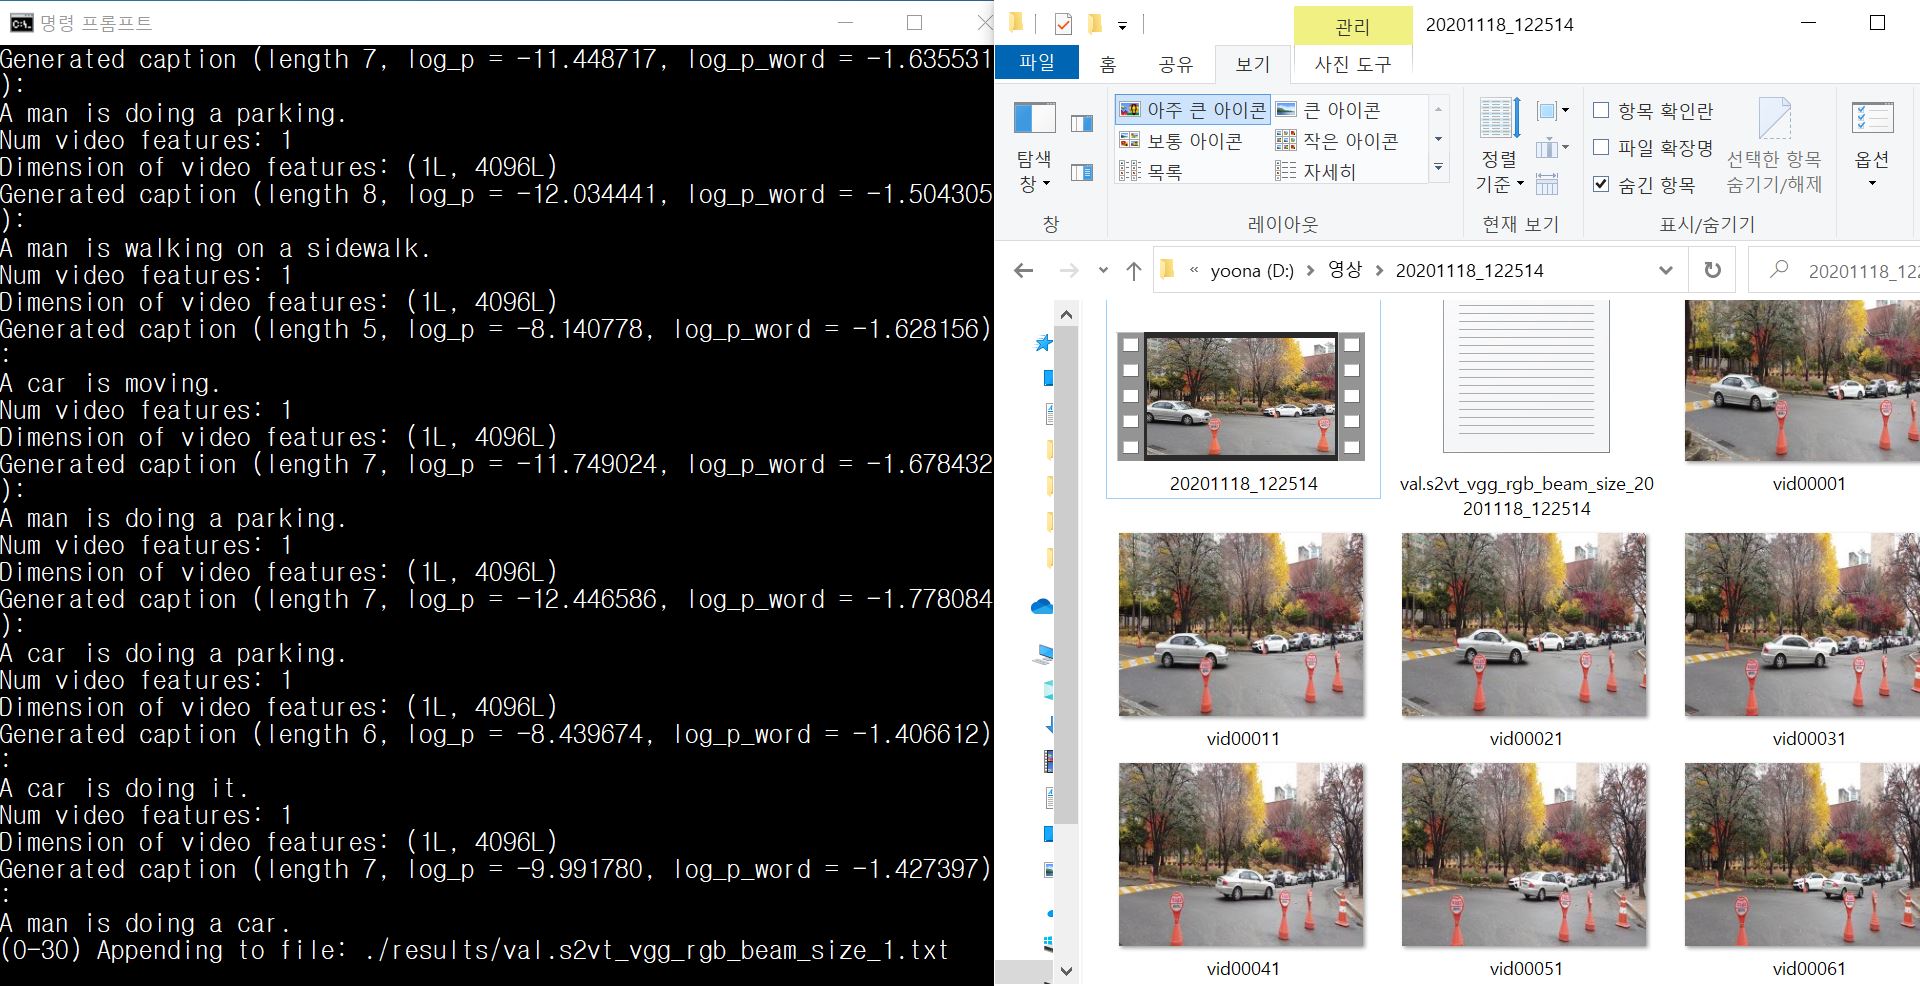 명령 프롬프트
Generated caption (length 7, log_p = -11.448717, log_p_word = -1.635531
):
A man is doing a parking.
Num video features: 1
Dimension of video features: (1L, 4096L)
Generated caption (length 8, log_p = -12.034441, log_p_word = -1.504305
):
A man is walking on a sidewalk.
Num video features: 1
Dimension of video features: (1L, 4096L)
Generated caption (length 5, log_p = -8.140778, log_p_word = -1.628156)
:
A car is moving.
Num video features: 1
Dimension of video features: (1L, 4096L)
Generated caption (length 7, log_p = -11.749024, log_p_word = -1.678432
):
A man is doing a parking.
Num video features: 1
Dimension of video features: (1L, 4096L)
Generated caption (length 7, log_p = -12.446586, log_p_word = -1.778084
):
A car is doing a parking.
Num video features: 1
Dimension of video features: (1L, 4096L)
Generated caption (length 6, log_p = -8.439674, log_p_word = -1.406612)
:
A car is doing it.
Num video features: 1
Dimension of video features: (1L, 4096L)
Generated caption (length 7, log_p = -9.991780, log_p_word = -1.427397)
:
A man is doing a car.
(0-30) Appending to file: ./results/val.s2vt_vgg_rgb_beam_size_1.txt
관리
20201118_122514
파일 홈 공유 보기 사진 도구
탐색
창
아주 큰 아이콘 큰 아이콘
보통 아이콘 작은 아이콘
목록 자세히
정렬
기준
항목 확인란
파일 확장명
숨긴 항목
선택한 항목
숨기기/해제
옵션
창 레이아웃 현재 보기 표시/숨기기
« yoona (D:) > 영상 > 20201118_122514
20201118_122
20201118_122514
val.s2vt_vgg_rgb_beam_size_20
201118_122514
vid00001
vid00011 vid00021 vid00031
vid00041 vid00051 vid00061